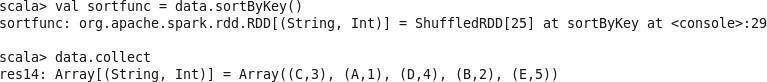 scala> val sortfunc = data.sortByKey()
sortfunc: org.apache.spark.rdd.RDD[(String, Int)] = ShuffledRDD[25] at sortByKey at <console>:29
scala> data.collect
res14: Array[(String, Int)] = Array((C,3), (A,1), (D,4), (B,2), (E,5))